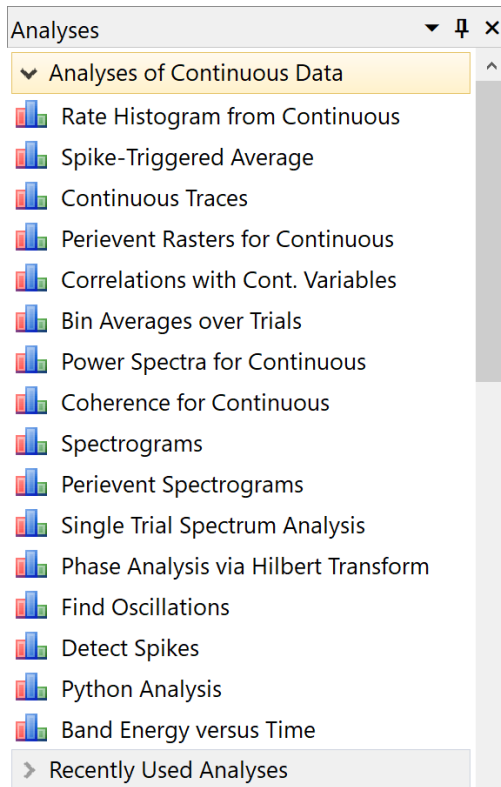 Analyses
Analyses of Continuous Data
Rate Histogram from Continuous
Spike-Triggered Average
Continuous Traces
Perievent Rasters for Continuous
Correlations with Cont. Variables
Bin Averages over Trials
Power Spectra for Continuous
Coherence for Continuous
Spectrograms
Perievent Spectrograms
Single Trial Spectrum Analysis
Phase Analysis via Hilbert Transform
Find Oscillations
Detect Spikes
Python Analysis
Band Energy versus Time
Recently Used Analyses